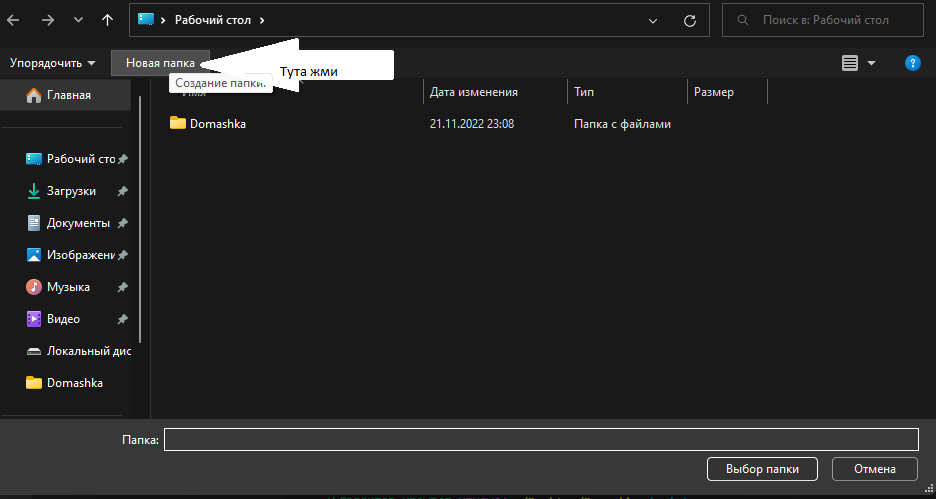 Рабочий стол
Поиск в: Рабочий стол
Упорядочить
Новая папка
Тута жми
Создание папки.
Главная
Имя
Дата изменения
Тип
Размер
Domashka
21.11.2022 23:08
Папка с файлами
Рабочий сто
Загрузки
Документы
Изображени
Музыка
Видео
Локальный дис
Domashka
Папка:
Выбор папки
Отмена